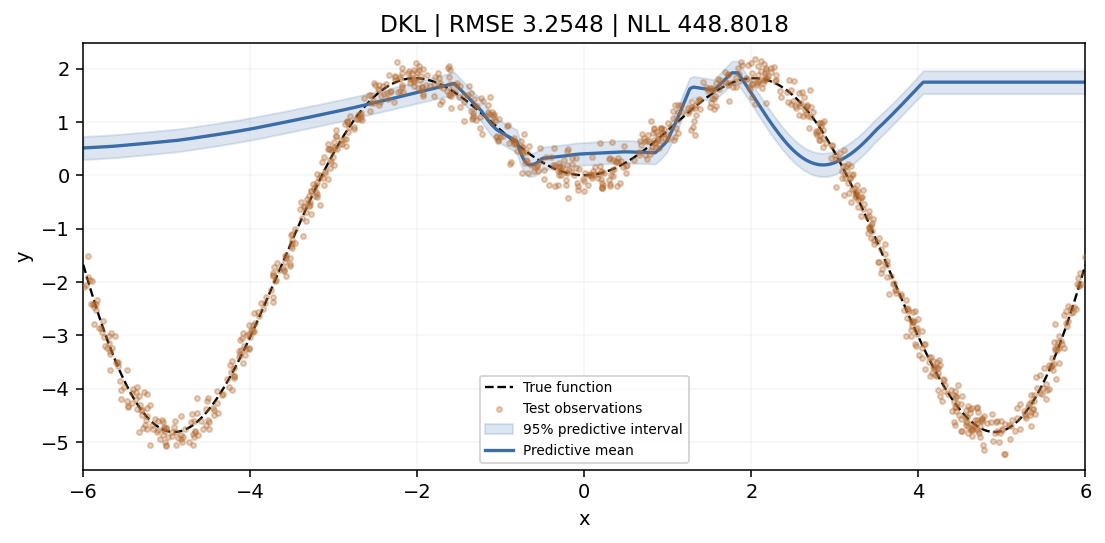 DKL | RMSE 3.2548 | NLL 448.8018
2
1
0
−1
−2
−3
−4
−5
y
True function
Test observations
95% predictive interval
Predictive mean
−6
−4
−2
0
2
4
6
x